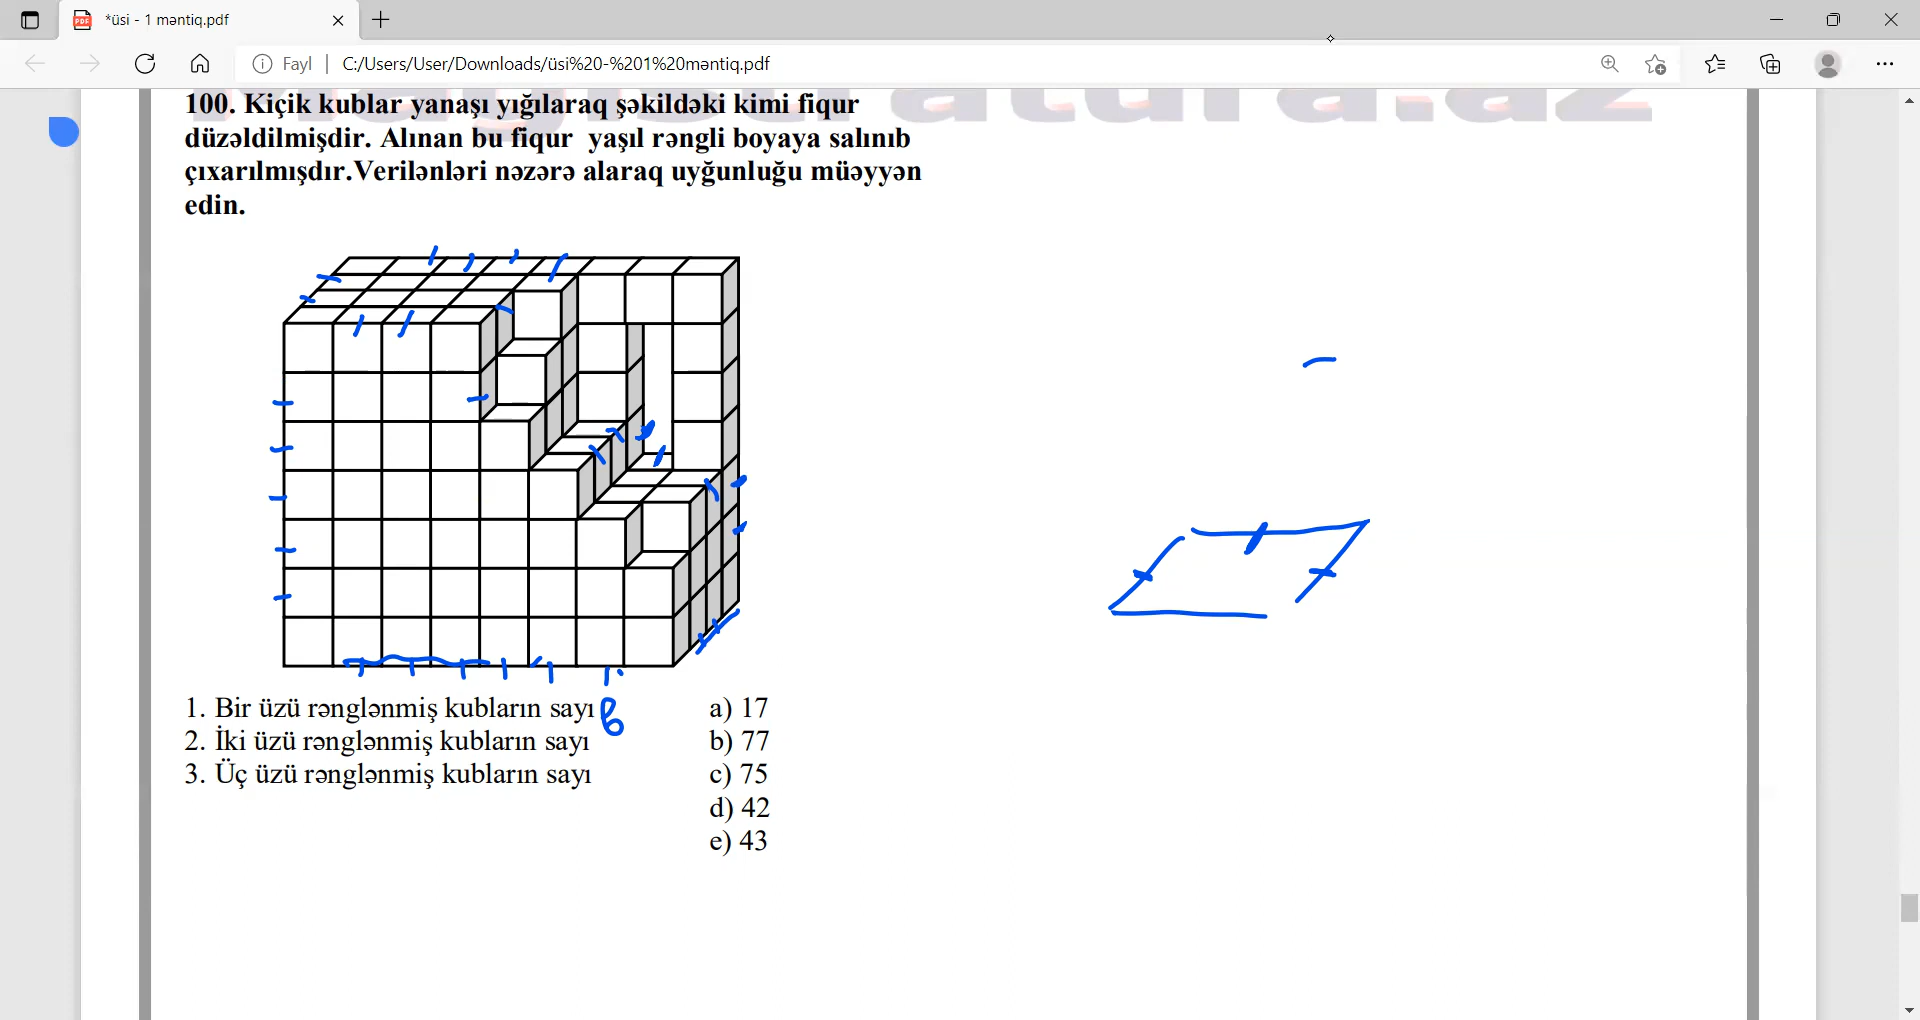 *üsi - 1 məntiq.pdf
Fayl | C:/Users/User/Downloads/üsi%20-%201%20məntiq.pdf
Magistratura.az
100. Kiçik kublar yanaşı yığılaraq şəkildəki kimi fiqur
düzəldilmişdir. Alınan bu fiqur yaşıl rəngli boyaya salınıb
çıxarılmışdır.Verilənləri nəzərə alaraq uyğunluğu müəyyən
edin.
1. Bir üzü rənglənmiş kubların sayı
a) 17
2. İki üzü rənglənmiş kubların sayı
b) 77
3. Üç üzü rənglənmiş kubların sayı
c) 75
d) 42
e) 43